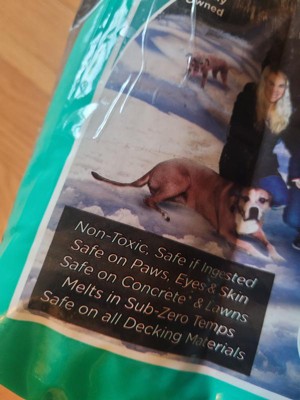 Owned
Non-Toxic, Safe if Ingested
Safe on Paws, Eyes & Skin
Safe on Concrete* & Lawns
Melts in Sub-Zero Temps
Safe on all Decking Materials